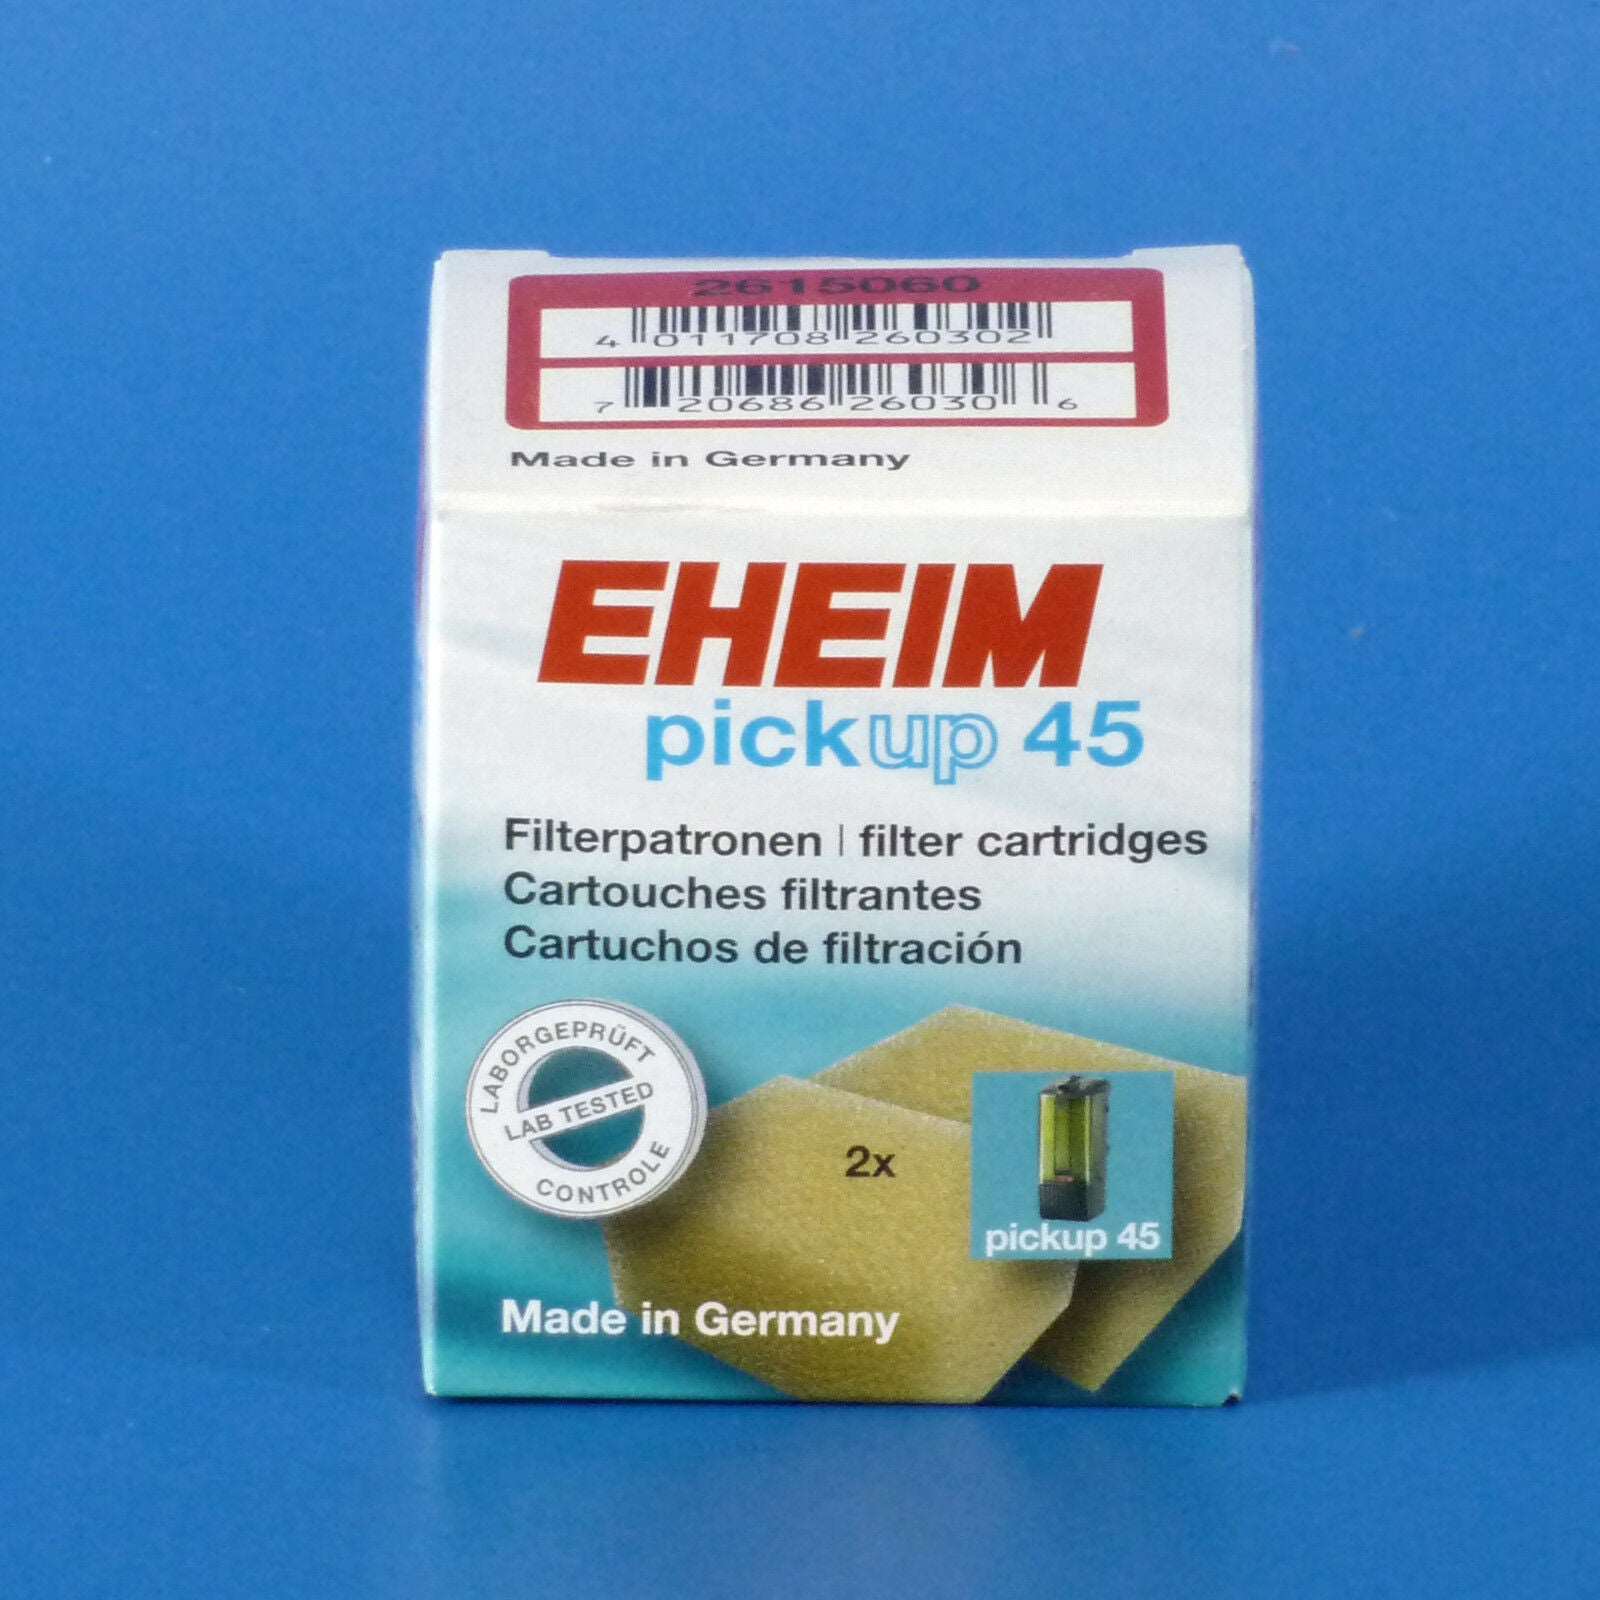 2615060
4 011708 260302
7 20686 26030 6
Made in Germany
EHEIM
pickup 45
Filterpatronen | filter cartridges
Cartouches filtrantes
Cartuchos de filtración
LABORGEPRÜFT
LAB TESTED
CONTROLE
2x
pickup 45
Made in Germany